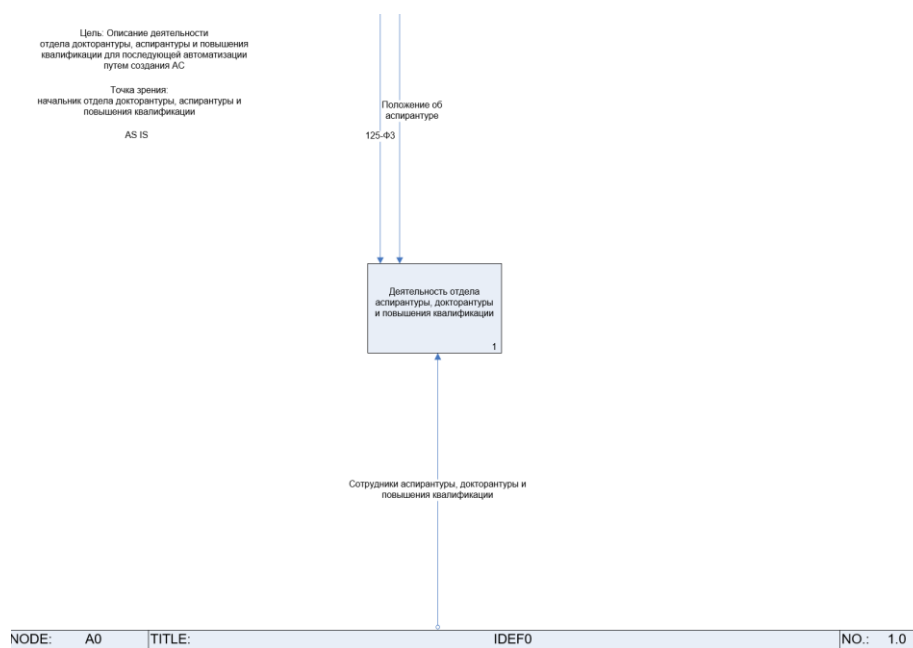 Цель: Описание деятельности
отдела докторантуры, аспирантуры и повышения
квалификации для последующей автоматизации
путем создания АС
Точка зрения:
начальник отдела докторантуры, аспирантуры и
повышения квалификации
AS IS
Положение об
аспирантуре
125-ФЗ
Деятельность отдела
аспирантуры, докторантуры
и повышения квалификации
1
Сотрудники аспирантуры, докторантуры и
повышения квалификации
NODE: A0 TITLE: IDEF0 NO.: 1.0